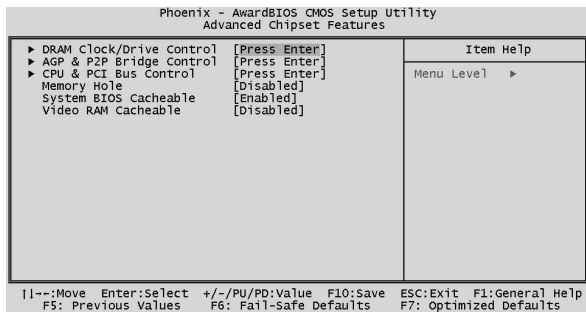 Phoenix - AwardBIOS CMOS Setup Utility
Advanced Chipset Features
► DRAM Clock/Drive Control [Press Enter]
► AGP & P2P Bridge Control [Press Enter]
► CPU & PCI Bus Control [Press Enter]
Memory Hole [Disabled]
System BIOS Cacheable [Enabled]
Video RAM Cacheable [Disabled]
Item Help
Menu Level ►
↑↓→←:Move Enter:Select +/-/PU/PD:Value F10:Save ESC:Exit F1:General Help
F5: Previous Values F6: Fail-Safe Defaults F7: Optimized Defaults